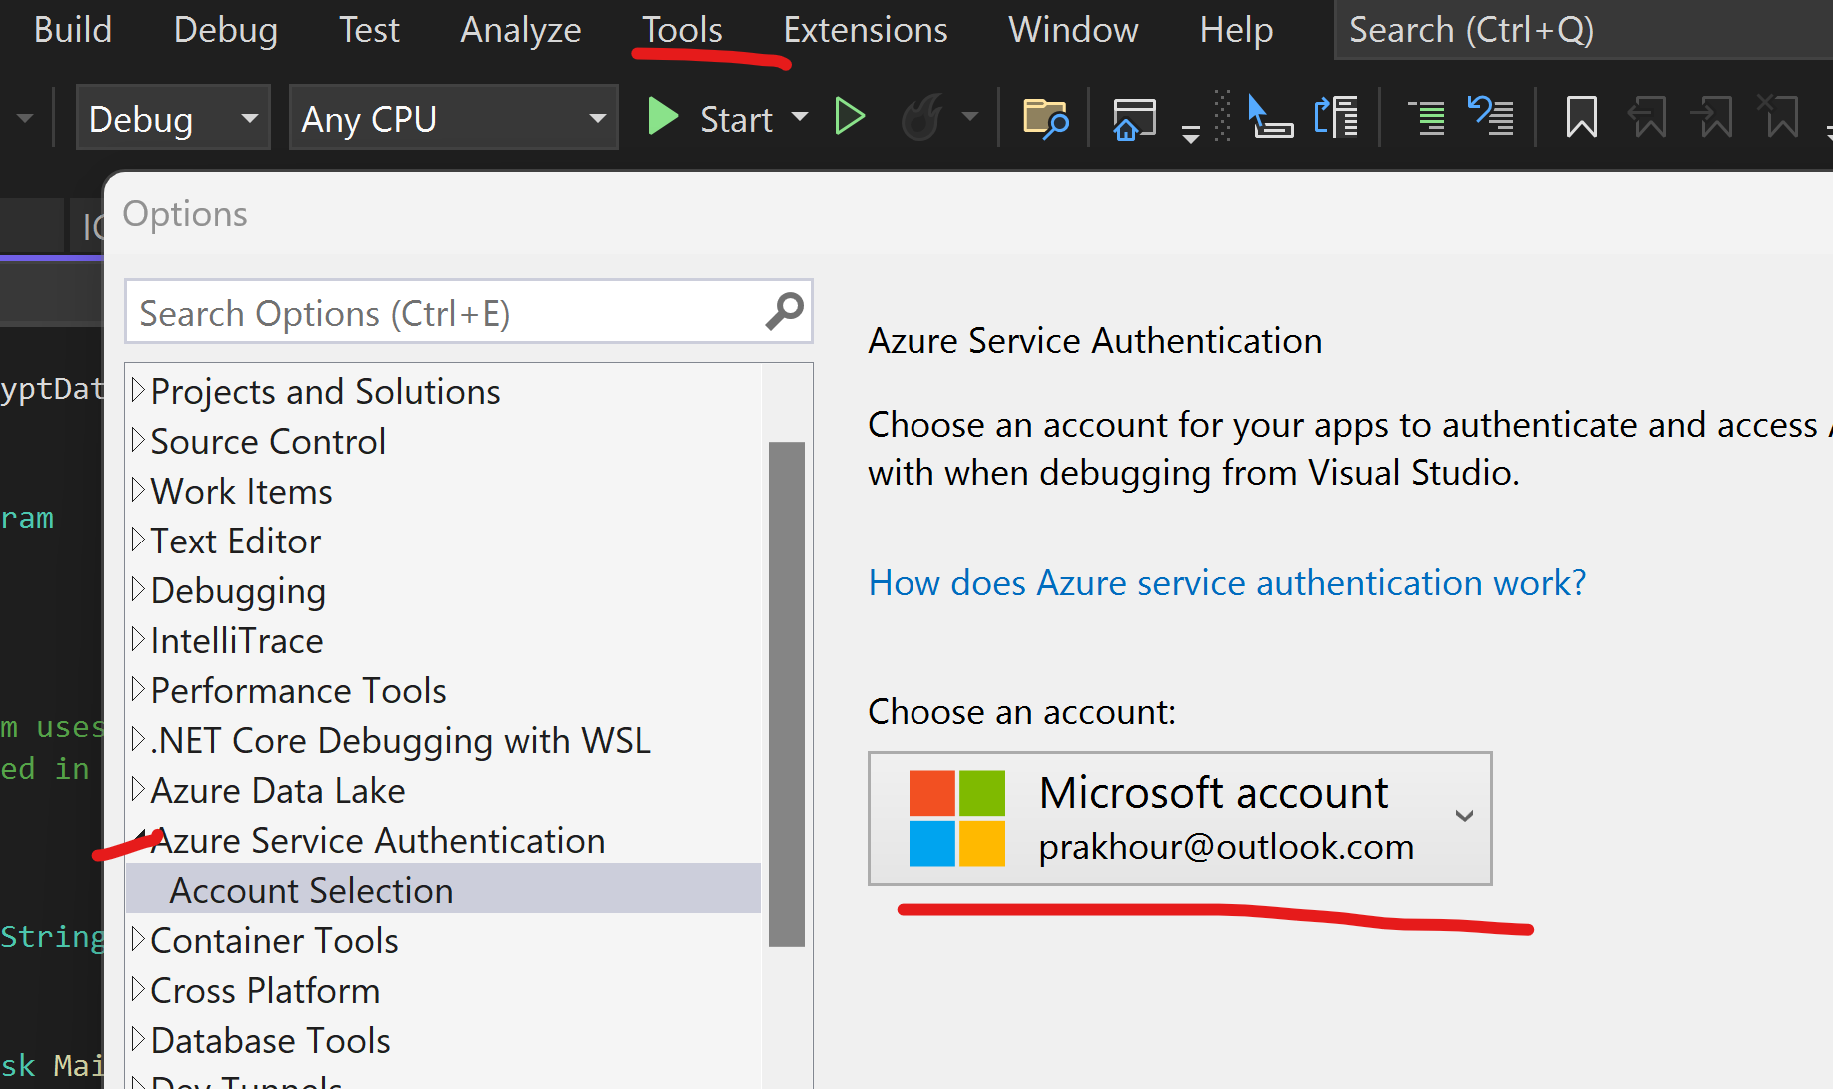 Build Debug Test Analyze Tools Extensions Window Help Search (Ctrl+Q)
Debug Any CPU Start
Options
Search Options (Ctrl+E)
Projects and Solutions
Source Control
Work Items
Text Editor
Debugging
IntelliTrace
Performance Tools
.NET Core Debugging with WSL
Azure Data Lake
Azure Service Authentication
Account Selection
Container Tools
Cross Platform
Database Tools
Dev Tunnels
Azure Service Authentication
Choose an account for your apps to authenticate and access
with when debugging from Visual Studio.
How does Azure service authentication work?
Choose an account:
Microsoft account
prakhour@outlook.com
yptDat
ram
m uses
ed in
String
sk Mai